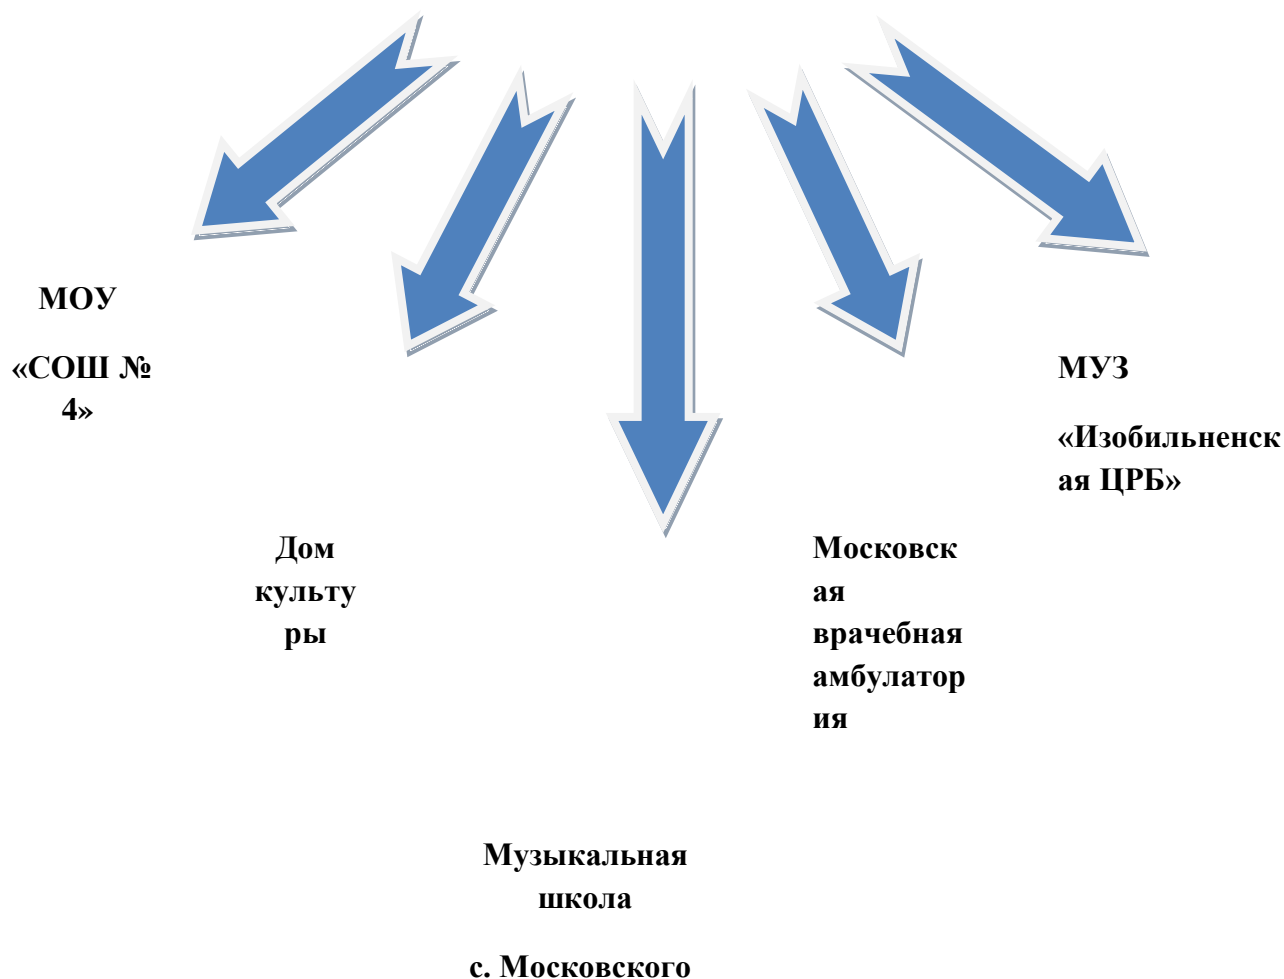 МОУ
«СОШ №
4»
МУЗ
«Изобильненск
ая ЦРБ»
Дом
культу
ры
Московск
ая
врачебная
амбулатор
ия
Музыкальная
школа
с. Московского